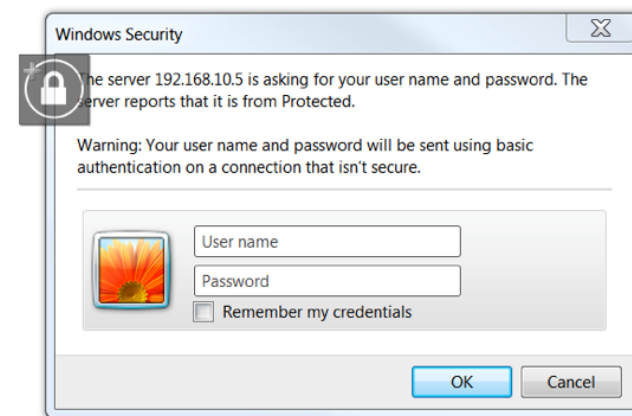 Windows Security
The server 192.168.10.5 is asking for your user name and password. The
server reports that it is from Protected.
Warning: Your user name and password will be sent using basic
authentication on a connection that isn't secure.
User name
Password
Remember my credentials
OK
Cancel